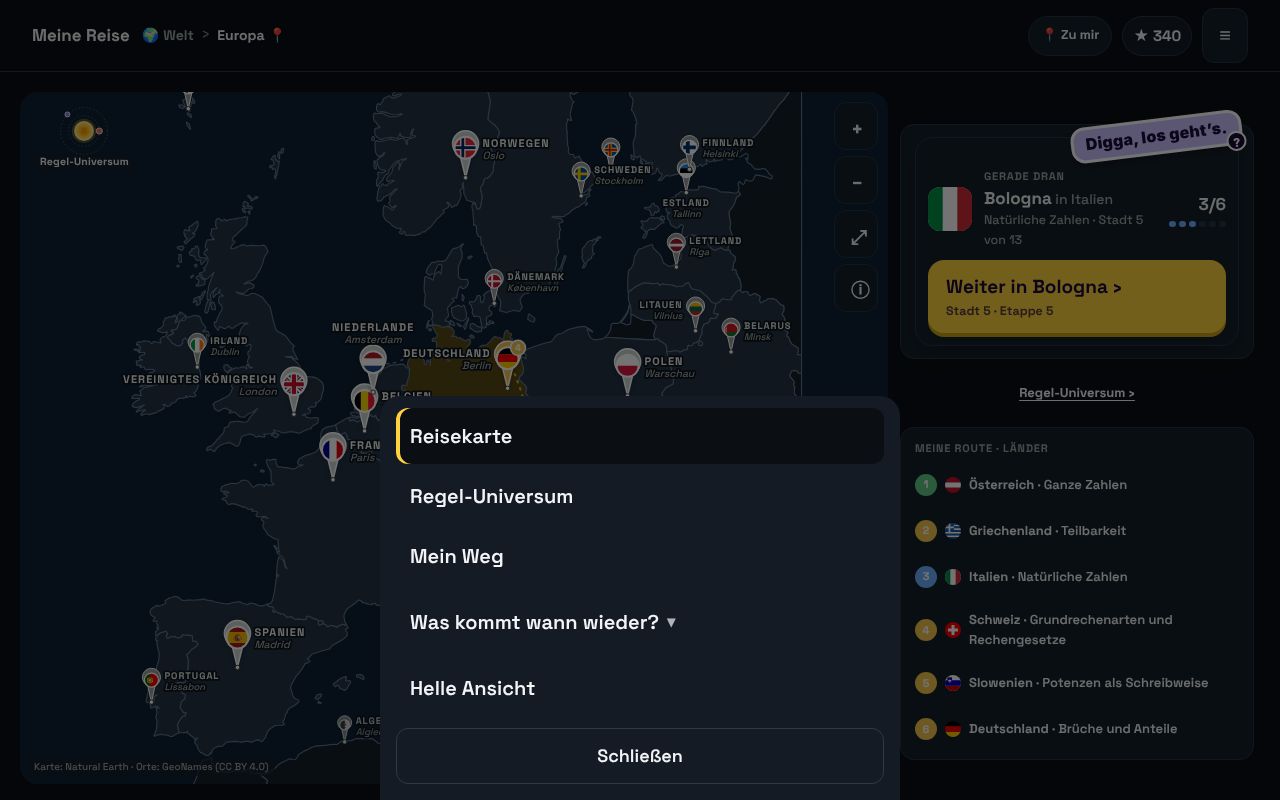 Meine Reise
Welt > Europa
Zu mir
★ 340
≡
Regel-Universum
+
−
NORWEGEN
Oslo
SCHWEDEN
Stockholm
FINNLAND
Helsinki
ESTLAND
Tallinn
LETTLAND
Riga
DÄNEMARK
København
LITAUEN
Vilnius
BELARUS
Minsk
IRLAND
Dublin
NIEDERLANDE
Amsterdam
DEUTSCHLAND
Berlin
POLEN
Warschau
VEREINIGTES KÖNIGREICH
London
BELGIEN
FRAN
Paris
SPANIEN
Madrid
PORTUGAL
Lissabon
ALGE
Algie
Karte: Natural Earth · Orte: GeoNames (CC BY 4.0)
Digga, los geht's.
?
GERADE DRAN
Bologna in Italien
3/6
Natürliche Zahlen · Stadt 5
von 13
Weiter in Bologna >
Stadt 5 · Etappe 5
Regel-Universum >
MEINE ROUTE · LÄNDER
1 Österreich · Ganze Zahlen
2 Griechenland · Teilbarkeit
3 Italien · Natürliche Zahlen
4 Schweiz · Grundrechenarten und
Rechengesetze
5 Slowenien · Potenzen als Schreibweise
6 Deutschland · Brüche und Anteile
Reisekarte
Regel-Universum
Mein Weg
Was kommt wann wieder? ▾
Helle Ansicht
Schließen